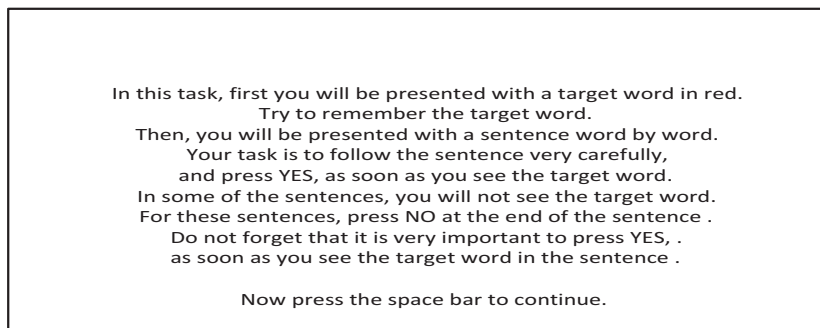 In this task, first you will be presented with a target word in red.
Try to remember the target word.
Then, you will be presented with a sentence word by word.
Your task is to follow the sentence very carefully,
and press YES, as soon as you see the target word.
In some of the sentences, you will not see the target word.
For these sentences, press NO at the end of the sentence .
Do not forget that it is very important to press YES, .
as soon as you see the target word in the sentence .
Now press the space bar to continue.